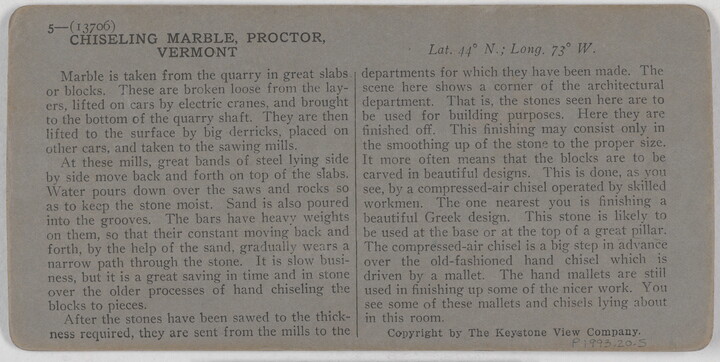 5—(13706)
CHISELING MARBLE, PROCTOR,
VERMONT
Marble is taken from the quarry in great slabs
or blocks. These are broken loose from the lay-
ers, lifted on cars by electric cranes, and brought
to the bottom of the quarry shaft. They are then
lifted to the surface by big derricks, placed on
other cars, and taken to the sawing mills.
At these mills, great bands of steel lying side
by side move back and forth on top of the slabs.
Water pours down over the saws and rocks so
as to keep the stone moist. Sand is also poured
into the grooves. The bars have heavy weights
on them, so that their constant moving back and
forth, by the help of the sand, gradually wears a
narrow path through the stone. It is slow busi-
ness, but it is a great saving in time and in stone
over the older processes of hand chiseling the
blocks to pieces.
After the stones have been sawed to the thick-
ness required, they are sent from the mills to the
Lat. 44° N.; Long. 73° W.
departments for which they have been made. The
scene here shows a corner of the architectural
department. That is, the stones seen here are to
be used for building purposes. Here they are
finished off. This finishing may consist only in
the smoothing up of the stone to the proper size.
It more often means that the blocks are to be
carved in beautiful designs. This is done, as you
see, by a compressed-air chisel operated by skilled
workmen. The one nearest you is finishing a
beautiful Greek design. This stone is likely to
be used at the base or at the top of a great pillar.
The compressed-air chisel is a big step in advance
over the old-fashioned hand chisel which is
driven by a mallet. The hand mallets are still
used in finishing up some of the nicer work. You
see some of these mallets and chisels lying about
in this room.
Copyright by The Keystone View Company.
P1993.20.5